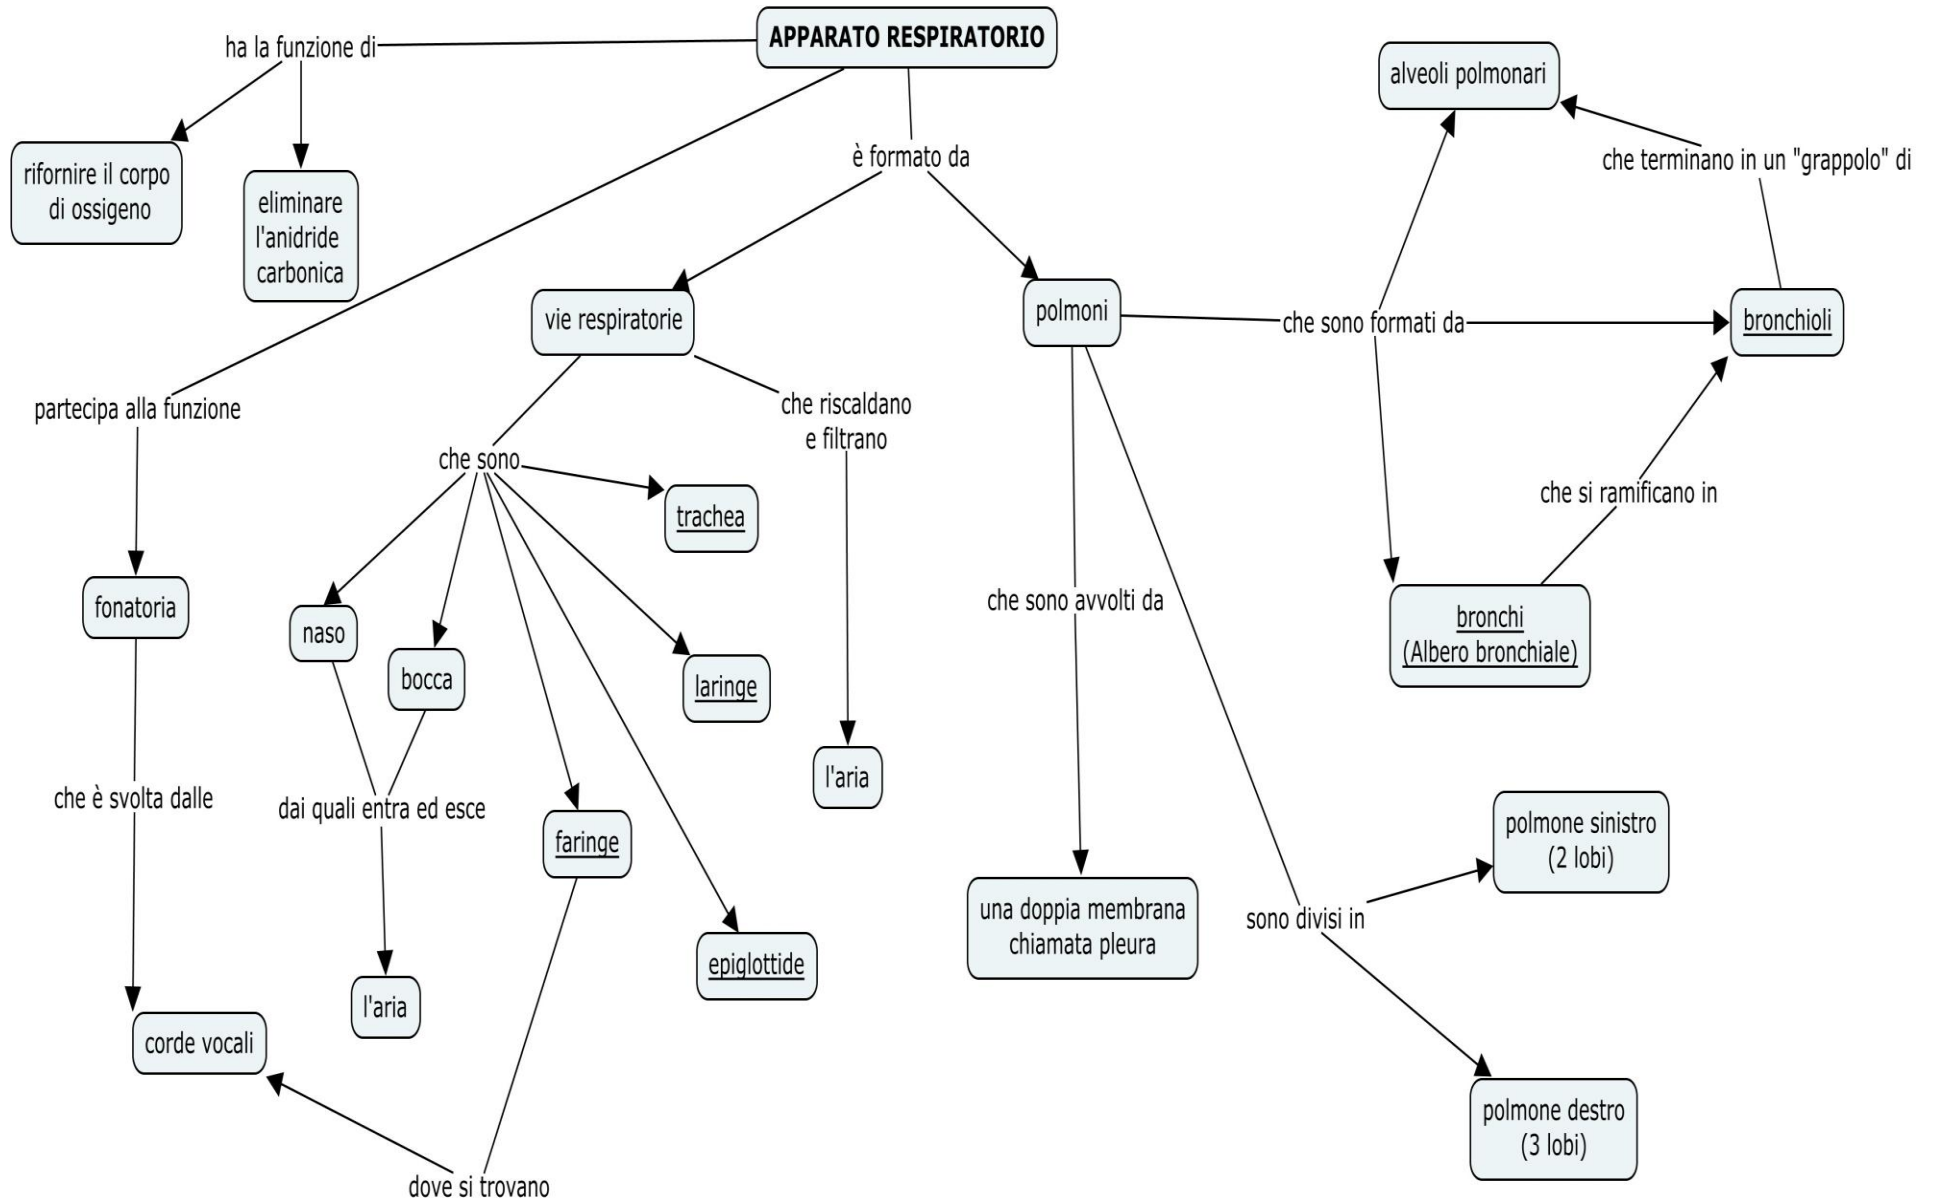 APPARATO RESPIRATORIO
ha la funzione di
rifornire il corpo
di ossigeno
eliminare
l'anidride
carbonica
partecipa alla funzione
fonatoria
che è svolta dalle
corde vocali
è formato da
vie respiratorie
che sono
naso
bocca
dai quali entra ed esce
l'aria
faringe
dove si trovano
epiglottide
laringe
trachea
che riscaldano
e filtrano
l'aria
polmoni
che sono avvolti da
una doppia membrana
chiamata pleura
sono divisi in
polmone sinistro
(2 lobi)
polmone destro
(3 lobi)
che sono formati da
alveoli polmonari
bronchioli
che terminano in un "grappolo" di
bronchi
(Albero bronchiale)
che si ramificano in